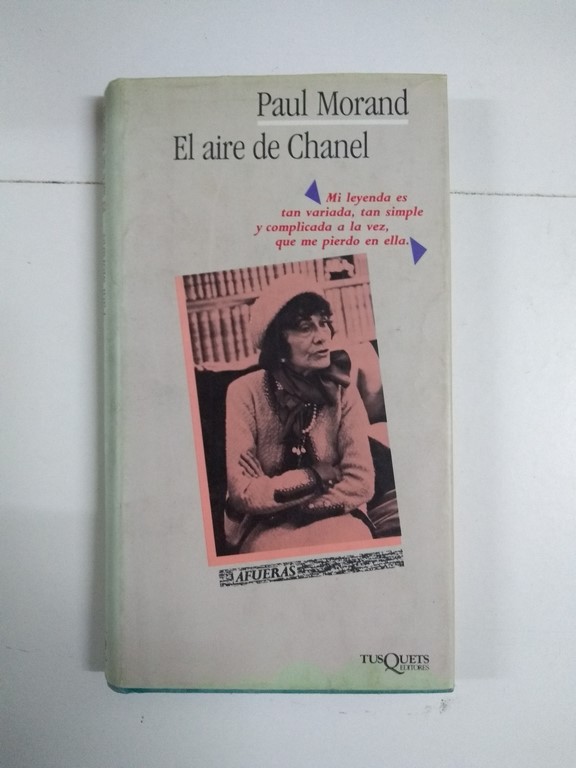 Paul Morand
El aire de Chanel
Mi leyenda es
tan variada, tan simple
y complicada a la vez,
que me pierdo en ella.
AFUERAS
TUSQUETS
EDITORES